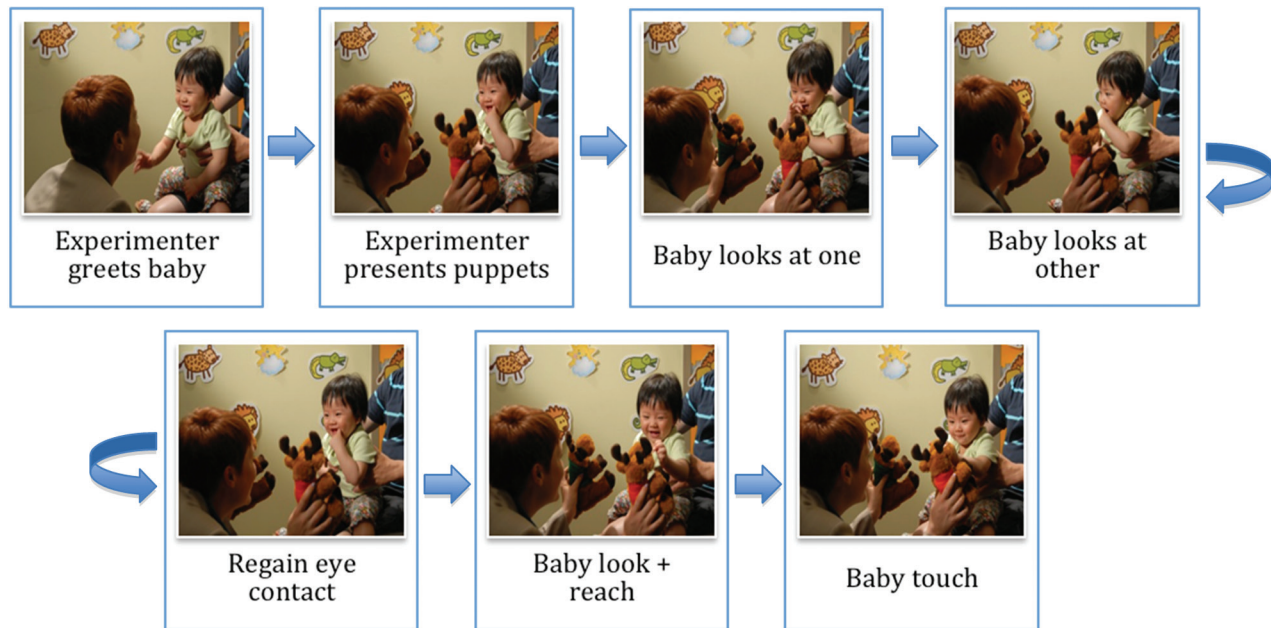 Experimenter
greets baby
Experimenter
presents puppets
Baby looks at one
Baby looks at
other
Regain eye
contact
Baby look +
reach
Baby touch